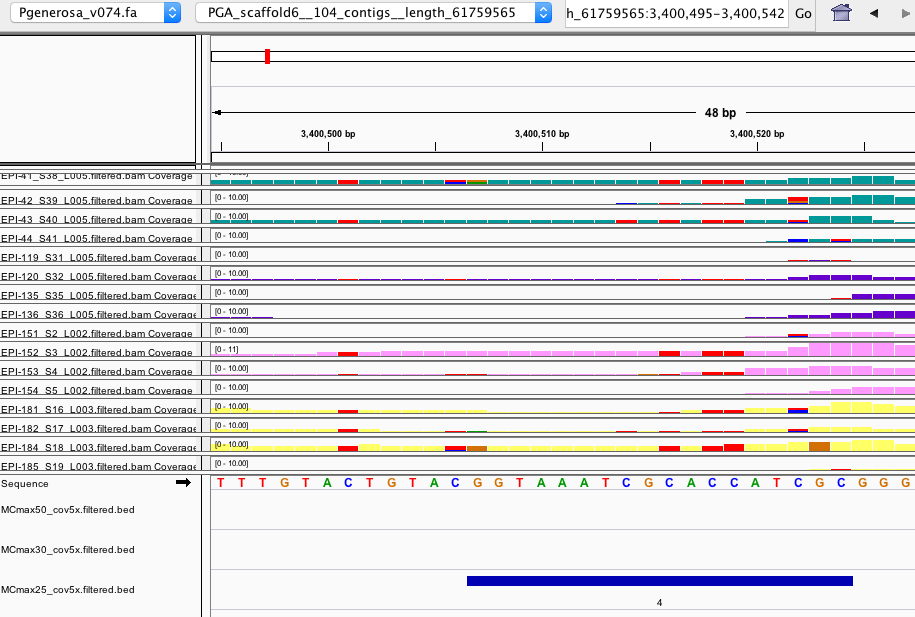 Pgenerosa_v074.fa PGA_scaffold6__104_contigs__length_61759565 h_61759565:3,400,495-3,400,542 Go
48 bp
3,400,500 bp 3,400,510 bp 3,400,520 bp
EPI-41_S38_L005.filtered.bam Coverage
EPI-42_S39_L005.filtered.bam Coverage [0 - 10.00]
EPI-43_S40_L005.filtered.bam Coverage [0 - 10.00]
EPI-44_S41_L005.filtered.bam Coverage [0 - 10.00]
EPI-119_S31_L005.filtered.bam Coverage [0 - 10.00]
EPI-120_S32_L005.filtered.bam Coverage [0 - 10.00]
EPI-135_S35_L005.filtered.bam Coverage [0 - 10.00]
EPI-136_S36_L005.filtered.bam Coverage [0 - 10.00]
EPI-151_S2_L002.filtered.bam Coverage [0 - 10.00]
EPI-152_S3_L002.filtered.bam Coverage [0 - 11]
EPI-153_S4_L002.filtered.bam Coverage [0 - 10.00]
EPI-154_S5_L002.filtered.bam Coverage [0 - 10.00]
EPI-181_S16_L003.filtered.bam Coverage [0 - 10.00]
EPI-182_S17_L003.filtered.bam Coverage [0 - 10.00]
EPI-184_S18_L003.filtered.bam Coverage [0 - 10.00]
EPI-185_S19_L003.filtered.bam Coverage [0 - 10.00]
Sequence T T T G T A C T G T A C G G T A A A T C G C A C C A T C G C G G G
MCmax50_cov5x.filtered.bed
MCmax30_cov5x.filtered.bed
MCmax25_cov5x.filtered.bed
4